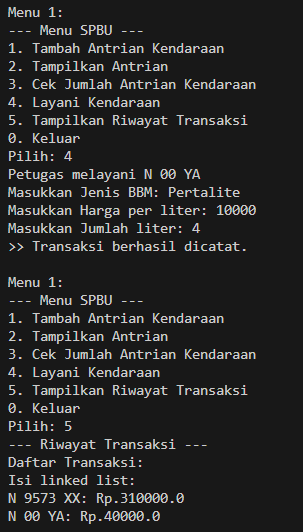 Menu 1:
--- Menu SPBU ---
1. Tambah Antrian Kendaraan
2. Tampilkan Antrian
3. Cek Jumlah Antrian Kendaraan
4. Layani Kendaraan
5. Tampilkan Riwayat Transaksi
0. Keluar
Pilih: 4
Petugas melayani N 00 YA
Masukkan Jenis BBM: Pertalite
Masukkan Harga per liter: 10000
Masukkan Jumlah liter: 4
>> Transaksi berhasil dicatat.

Menu 1:
--- Menu SPBU ---
1. Tambah Antrian Kendaraan
2. Tampilkan Antrian
3. Cek Jumlah Antrian Kendaraan
4. Layani Kendaraan
5. Tampilkan Riwayat Transaksi
0. Keluar
Pilih: 5
--- Riwayat Transaksi ---
Daftar Transaksi:
Isi linked list:
N 9573 XX: Rp.310000.0
N 00 YA: Rp.40000.0